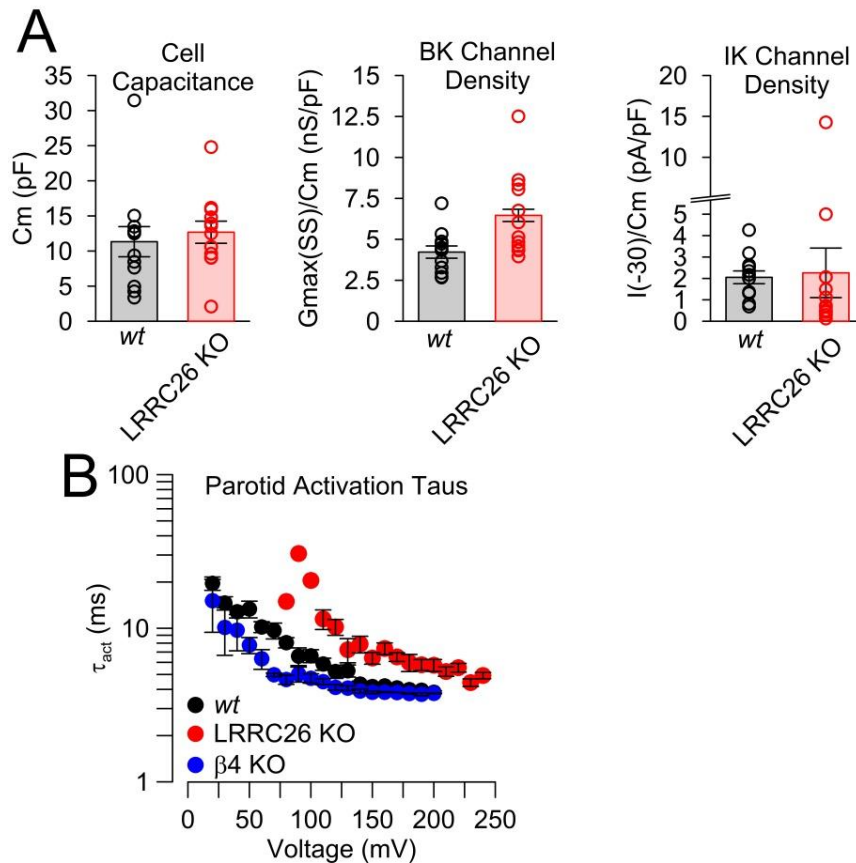 A
Cell
Capacitance
Cm (pF)
35
30
25
20
15
10
5
0
wt
LRRC26 KO
BK Channel
Density
Gmax(SS)/Cm (nS/pF)
15
12.5
10
7.5
5
2.5
0
wt
LRRC26 KO
IK Channel
Density
I(-30)/Cm (pA/pF)
20
15
10
5
4
3
2
1
0
wt
LRRC26 KO
B
Parotid Activation Taus
τact (ms)
100
10
1
wt
LRRC26 KO
β4 KO
0 50 100 150 200 250
Voltage (mV)